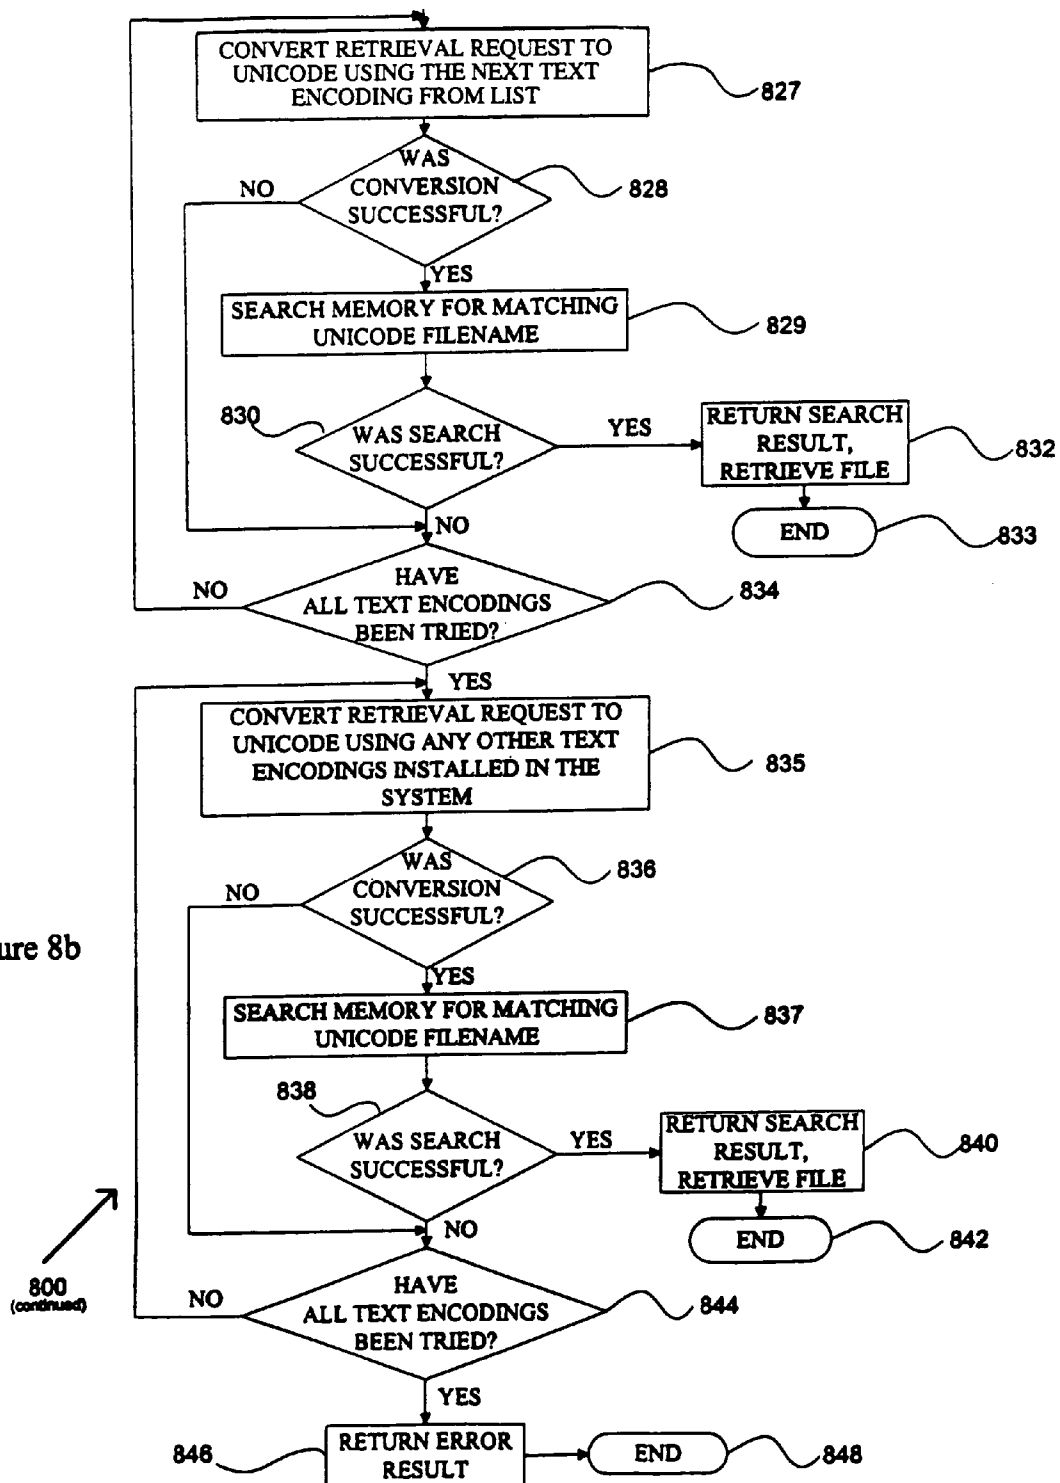 CONVERT RETRIEVAL REQUEST TO
UNICODE USING THE NEXT TEXT
ENCODING FROM LIST
827
WAS
CONVERSION
SUCCESSFUL?
828
NO
YES
SEARCH MEMORY FOR MATCHING
UNICODE FILENAME
829
830
WAS SEARCH
SUCCESSFUL?
YES
RETURN SEARCH
RESULT,
RETRIEVE FILE
832
NO
END
833
HAVE
ALL TEXT ENCODINGS
BEEN TRIED?
834
NO
YES
CONVERT RETRIEVAL REQUEST TO
UNICODE USING ANY OTHER TEXT
ENCODINGS INSTALLED IN THE
SYSTEM
835
WAS
CONVERSION
SUCCESSFUL?
836
NO
ure 8b
YES
SEARCH MEMORY FOR MATCHING
UNICODE FILENAME
837
838
WAS SEARCH
SUCCESSFUL?
YES
RETURN SEARCH
RESULT,
RETRIEVE FILE
840
NO
END
842
800
(continued)
HAVE
ALL TEXT ENCODINGS
BEEN TRIED?
844
NO
YES
846
RETURN ERROR
RESULT
END
848